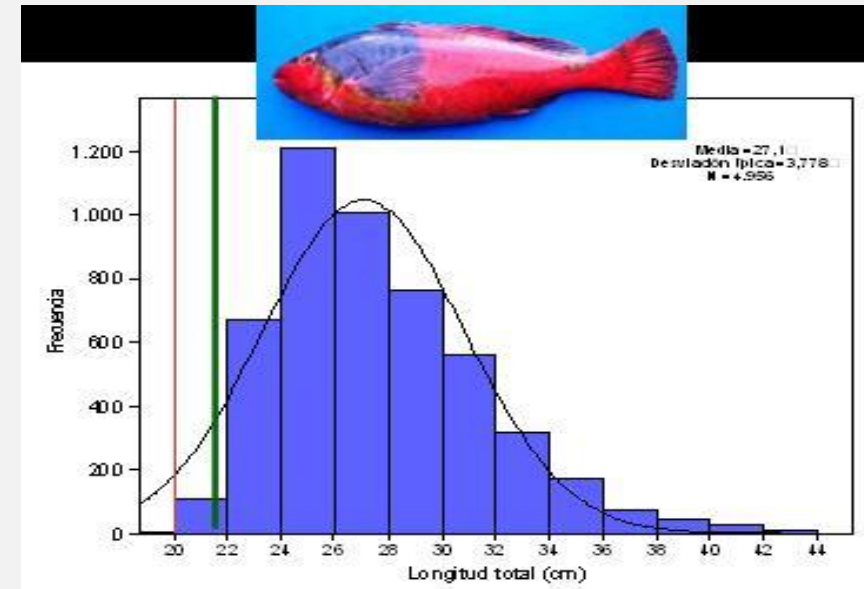 Media = 27,1
Desviación típica = 3,778
N = 4.956
1.200
1.000
800
600
400
200
0
Frecuencia
20 22 24 26 28 30 32 34 36 38 40 42 44
Longitud total (cm)